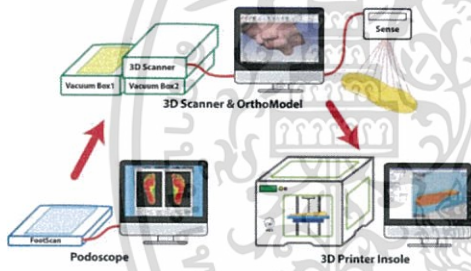 Sense
3D Scanner
Vacuum Box1
Vacuum Box2
3D Scanner & OrthoModel
FootScan
Podoscope
3D Printer Insole